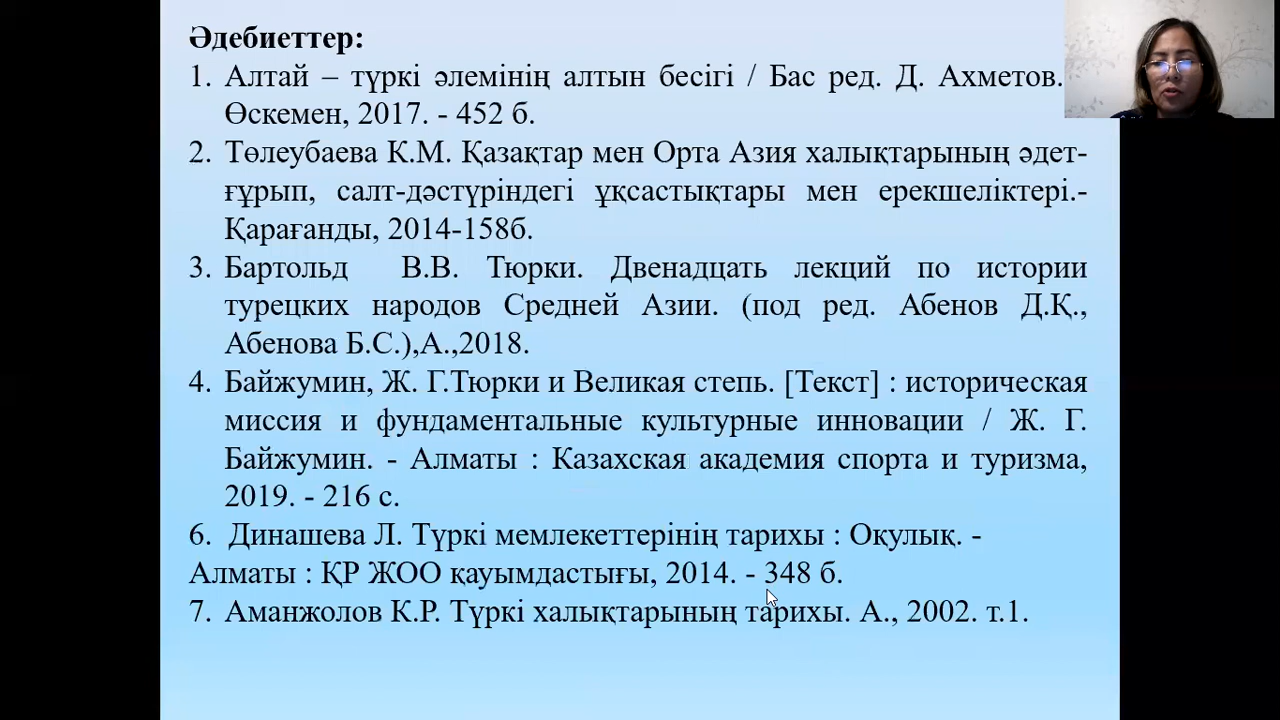 Әдебиеттер:
1. Алтай – түркі әлемінің алтын бесігі / Бас ред. Д. Ахметов.
Өскемен, 2017. - 452 б.
2. Төлеубаева К.М. Қазақтар мен Орта Азия халықтарының әдет-
ғұрып, салт-дәстүріндегі ұқсастықтары мен ерекшеліктері.-
Қарағанды, 2014-158б.
3. Бартольд В.В. Тюрки. Двенадцать лекций по истории
турецких народов Средней Азии. (под ред. Абенов Д.Қ.,
Абенова Б.С.),А.,2018.
4. Байжумин, Ж. Г.Тюрки и Великая степь. [Текст] : историческая
миссия и фундаментальные культурные инновации / Ж. Г.
Байжумин. - Алматы : Казахская академия спорта и туризма,
2019. - 216 с.
6. Динашева Л. Түркі мемлекеттерінің тарихы : Оқулық. -
Алматы : ҚР ЖОО қауымдастығы, 2014. - 348 б.
7. Аманжолов К.Р. Түркі халықтарының тарихы. А., 2002. т.1.